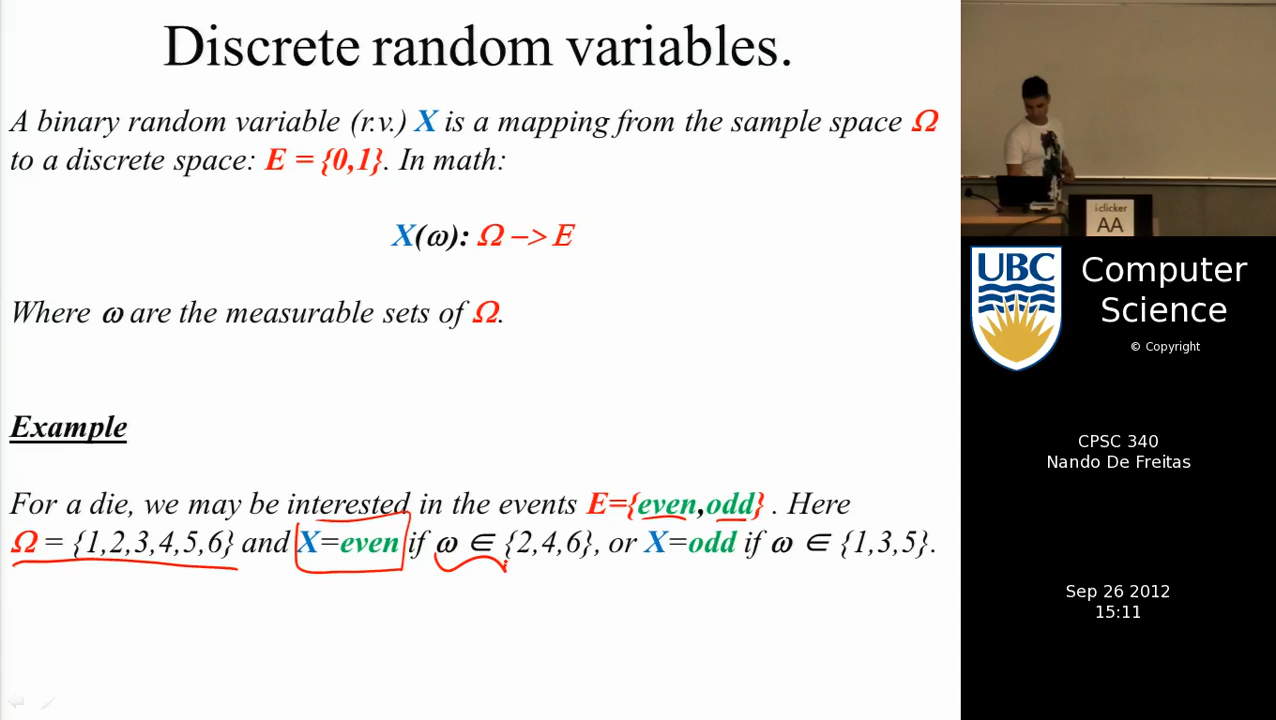 Discrete random variables.
A binary random variable (r.v.) X is a mapping from the sample space Ω
to a discrete space: E = {0,1}. In math:
X(ω): Ω –> E
Where ω are the measurable sets of Ω.
Example
For a die, we may be interested in the events E={even,odd} . Here
Ω = {1,2,3,4,5,6} and X=even if ω ∈ {2,4,6}, or X=odd if ω ∈ {1,3,5}.
i-clicker
AA
UBC
Computer
Science
© Copyright
CPSC 340
Nando De Freitas
Sep 26 2012
15:11